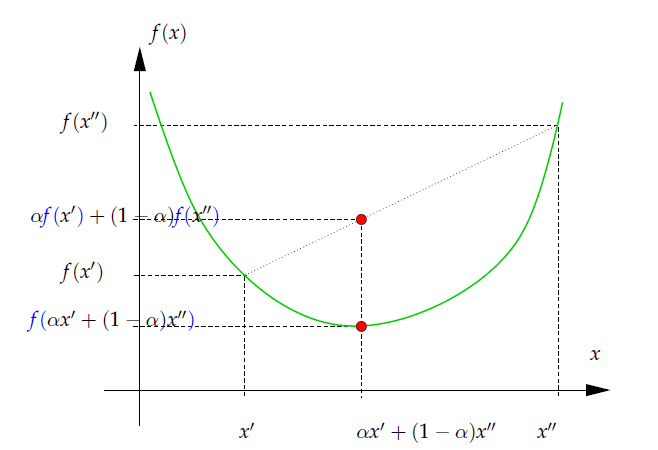 f(x)
f(x′′)
αf(x′) + (1 − α)f(x′′)
f(x′)
f(αx′ + (1 − α)x′′)
x
x′ αx′ + (1 − α)x′′ x′′